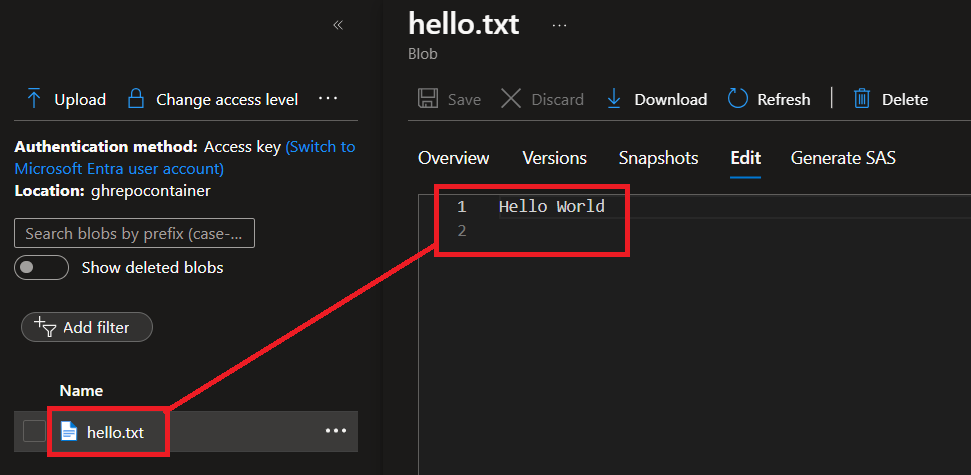 «
Upload Change access level ...
Authentication method: Access key (Switch to
Microsoft Entra user account)
Location: ghrepocontainer
Search blobs by prefix (case-...
Show deleted blobs
Add filter
Name
hello.txt ...
hello.txt ...
Blob
Save Discard Download Refresh | Delete
Overview Versions Snapshots Edit Generate SAS
1 Hello World
2